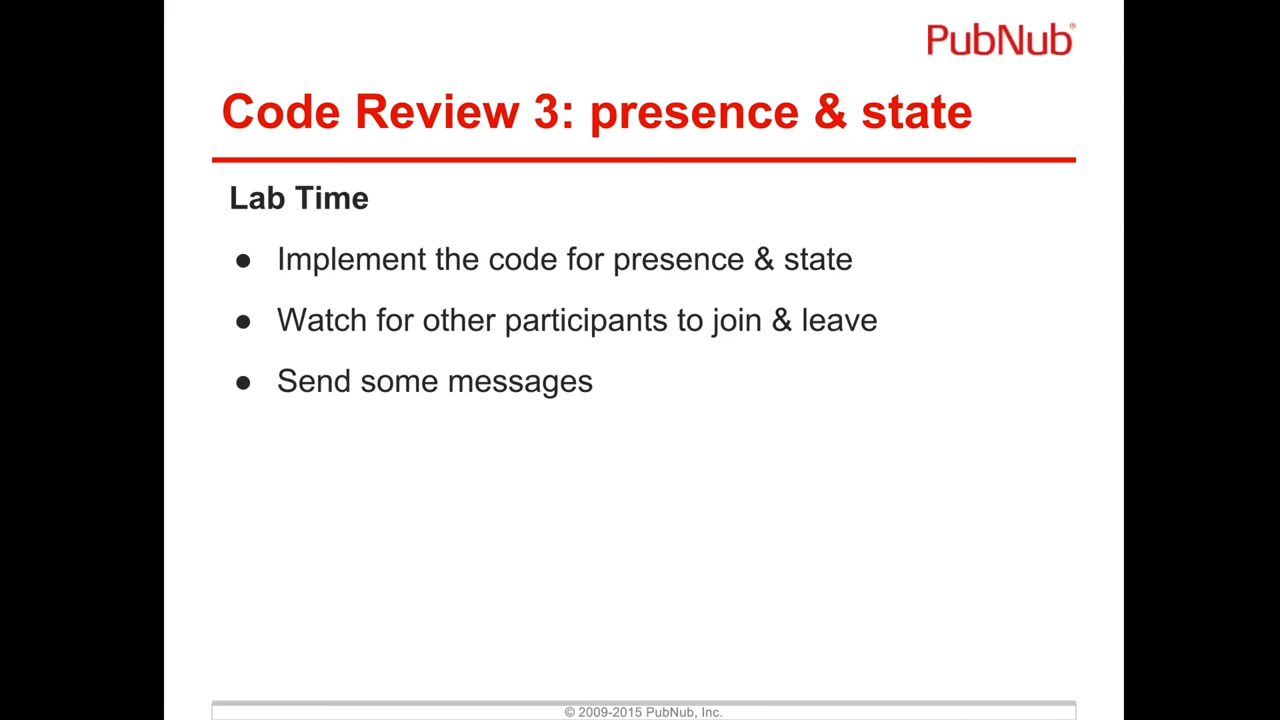 PubNub®
Code Review 3: presence & state
Lab Time
● Implement the code for presence & state
● Watch for other participants to join & leave
● Send some messages
© 2009-2015 PubNub, Inc.